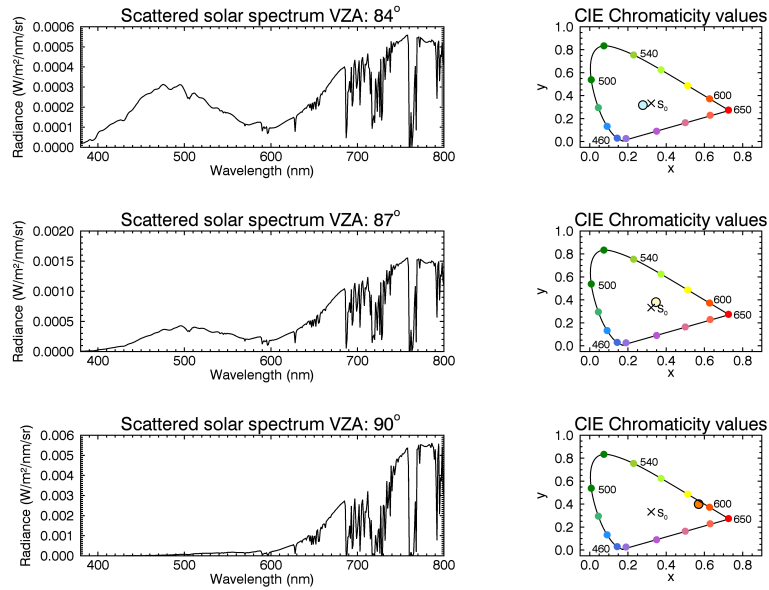 Scattered solar spectrum VZA: 84°
CIE Chromaticity values
Radiance (W/m²/nm/sr)
0.0006
0.0005
0.0004
0.0003
0.0002
0.0001
0.0000
400 500 600 700 800
Wavelength (nm)
y
1.0
0.8
0.6
0.4
0.2
0.0
540
500
600
650
460
S₀
0.0 0.2 0.4 0.6 0.8
x
Scattered solar spectrum VZA: 87°
CIE Chromaticity values
Radiance (W/m²/nm/sr)
0.0020
0.0015
0.0010
0.0005
0.0000
400 500 600 700 800
Wavelength (nm)
y
1.0
0.8
0.6
0.4
0.2
0.0
540
500
600
650
460
S₀
0.0 0.2 0.4 0.6 0.8
x
Scattered solar spectrum VZA: 90°
CIE Chromaticity values
Radiance (W/m²/nm/sr)
0.006
0.005
0.004
0.003
0.002
0.001
0.000
400 500 600 700 800
Wavelength (nm)
y
1.0
0.8
0.6
0.4
0.2
0.0
540
500
600
650
460
S₀
0.0 0.2 0.4 0.6 0.8
x